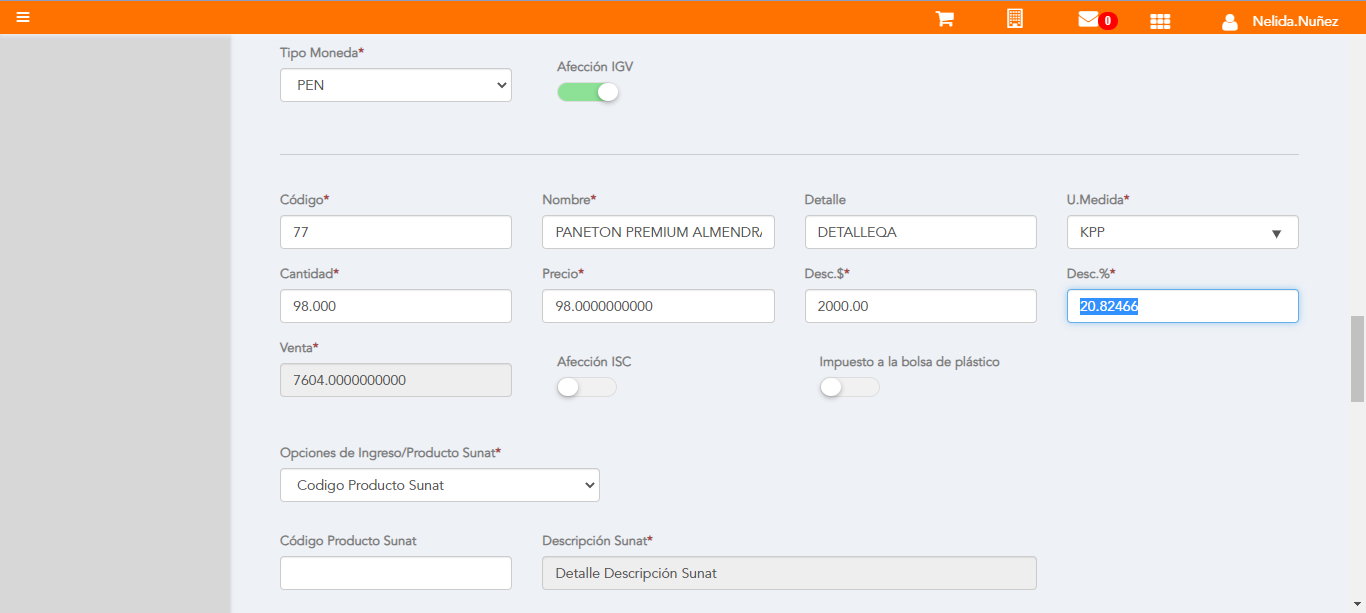 0 Nelida.Nuñez
Tipo Moneda*
Afección IGV
PEN
Código* Nombre* Detalle U.Medida*
77 PANETON PREMIUM ALMENDRA DETALLEQA KPP
Cantidad* Precio* Desc.$* Desc.%*
98.000 98.0000000000 2000.00 20.82466
Venta*
Afección ISC Impuesto a la bolsa de plástico
7604.0000000000
Opciones de Ingreso/Producto Sunat*
Codigo Producto Sunat
Código Producto Sunat Descripción Sunat*
Detalle Descripción Sunat